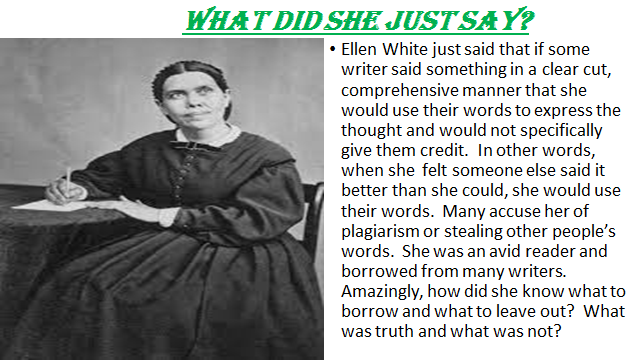 WHAT DID SHE JUST SAY?
• Ellen White just said that if some
writer said something in a clear cut,
comprehensive manner that she
would use their words to express the
thought and would not specifically
give them credit.  In other words,
when she  felt someone else said it
better than she could, she would use
their words.  Many accuse her of
plagiarism or stealing other people's
words.  She was an avid reader and
borrowed from many writers.
Amazingly, how did she know what to
borrow and what to leave out?  What
was truth and what was not?